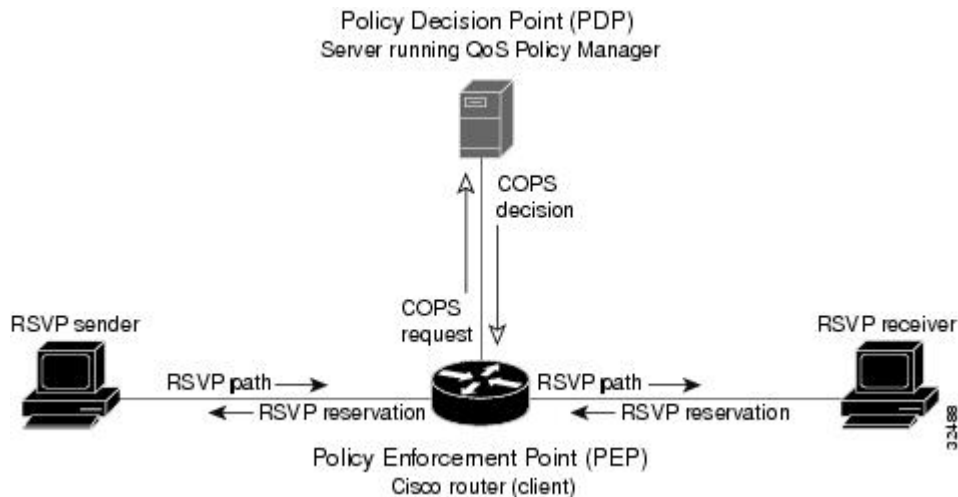 Policy Decision Point (PDP)
Server running QoS Policy Manager
COPS
decision
COPS
request
RSVP sender
RSVP receiver
RSVP path
RSVP path
RSVP reservation
RSVP reservation
Policy Enforcement Point (PEP)
Cisco router (client)
32488